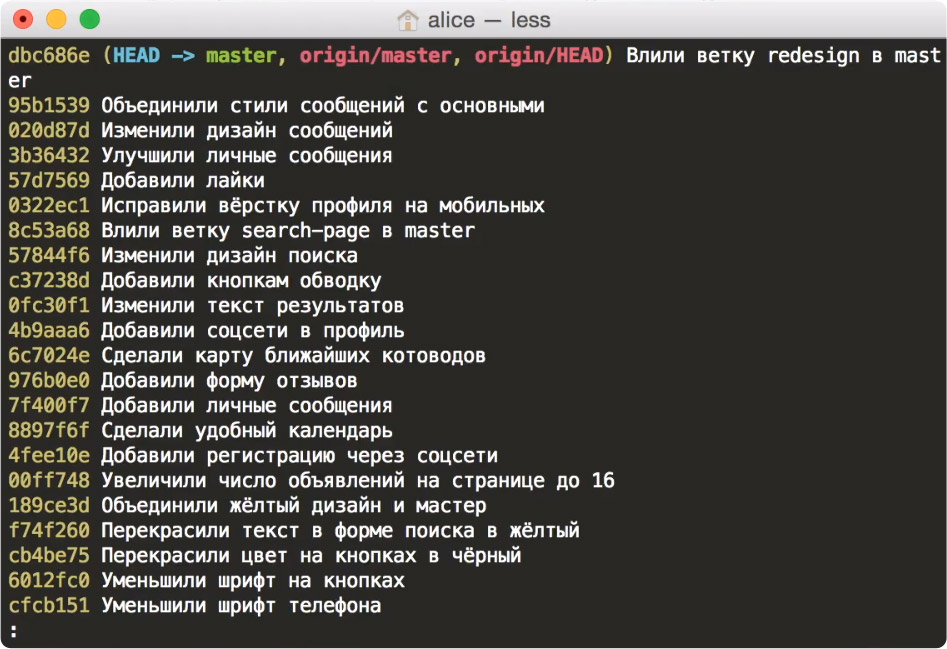 alice — less
dbc686e (HEAD -> master, origin/master, origin/HEAD) Влили ветку redesign в mast
er
95b1539 Объединили стили сообщений с основными
020d87d Изменили дизайн сообщений
3b36432 Улучшили личные сообщения
57d7569 Добавили лайки
0322ec1 Исправили вёрстку профиля на мобильных
8c53a68 Влили ветку search-page в master
57844f6 Изменили дизайн поиска
c37238d Добавили кнопкам обводку
0fc30f1 Изменили текст результатов
4b9aaa6 Добавили соцсети в профиль
6c7024e Сделали карту ближайших котоводов
976b0e0 Добавили форму отзывов
7f400f7 Добавили личные сообщения
8897f6f Сделали удобный календарь
4fee10e Добавили регистрацию через соцсети
00ff748 Увеличили число объявлений на странице до 16
189ce3d Объединили жёлтый дизайн и мастер
f74f260 Перекрасили текст в форме поиска в жёлтый
cb4be75 Перекрасили цвет на кнопках в чёрный
6012fc0 Уменьшили шрифт на кнопках
cfcb151 Уменьшили шрифт телефона
: